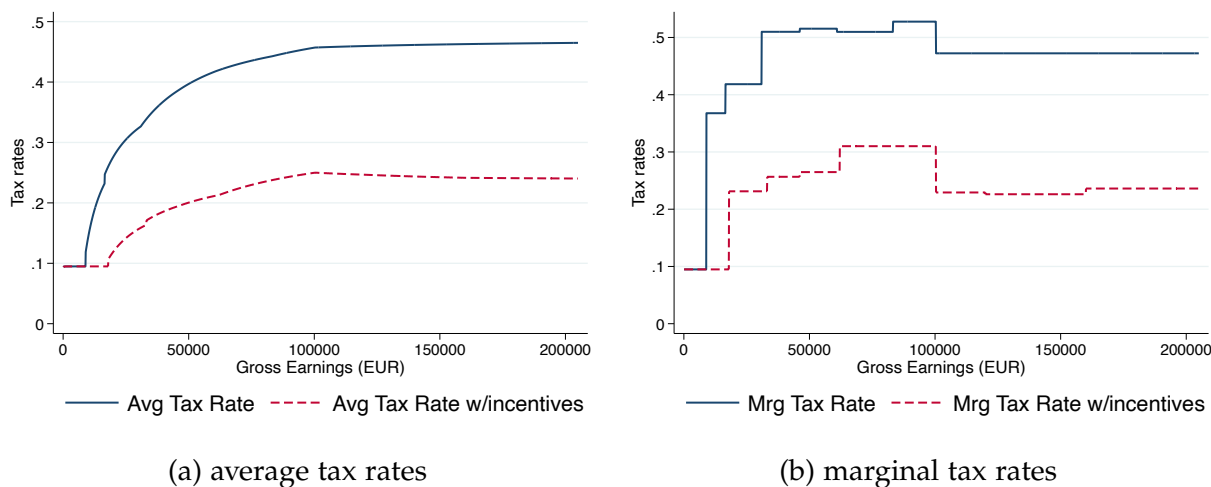 .5
.4
.3
.2
.1
0
Tax rates
0 50000 100000 150000 200000
Gross Earnings (EUR)
Avg Tax Rate Avg Tax Rate w/incentives
(a) average tax rates
.5
.4
.3
.2
.1
0
Tax rates
0 50000 100000 150000 200000
Gross Earnings (EUR)
Mrg Tax Rate Mrg Tax Rate w/incentives
(b) marginal tax rates